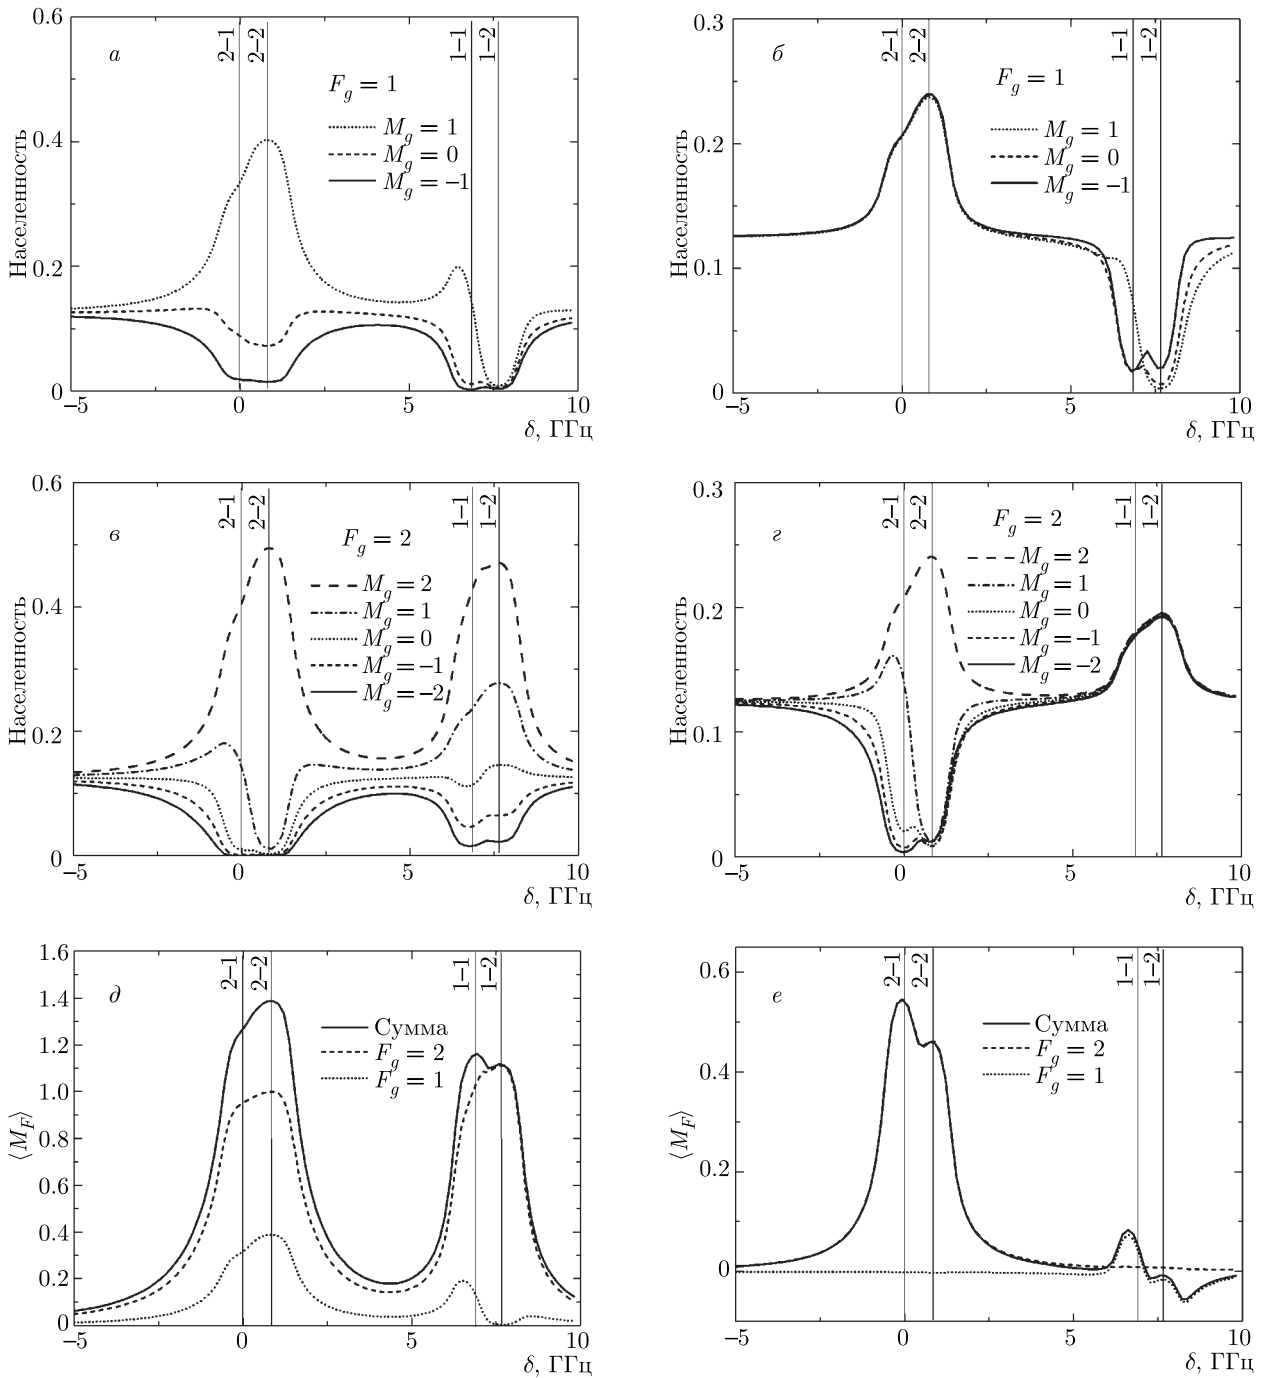 0.6
0.4
0.2
0
−5
0
5
10
Населенность
δ, ГГц
а
2–1
2–2
1–1
1–2
F_g = 1
M_g = 1
M_g = 0
M_g = −1
0.3
0.2
0.1
0
−5
0
5
10
Населенность
δ, ГГц
б
2–1
2–2
1–1
1–2
F_g = 1
M_g = 1
M_g = 0
M_g = −1
0.6
0.4
0.2
0
−5
0
5
10
Населенность
δ, ГГц
в
2–1
2–2
1–1
1–2
F_g = 2
M_g = 2
M_g = 1
M_g = 0
M_g = −1
M_g = −2
0.3
0.2
0.1
0
−5
0
5
10
Населенность
δ, ГГц
г
2–1
2–2
1–1
1–2
F_g = 2
M_g = 2
M_g = 1
M_g = 0
M_g = −1
M_g = −2
1.6
1.4
1.2
1.0
0.8
0.6
0.4
0.2
0
−5
0
5
10
⟨M_F⟩
δ, ГГц
д
2–1
2–2
1–1
1–2
Сумма
F_g = 2
F_g = 1
0.6
0.4
0.2
0
−5
0
5
10
⟨M_F⟩
δ, ГГц
е
2–1
2–2
1–1
1–2
Сумма
F_g = 2
F_g = 1